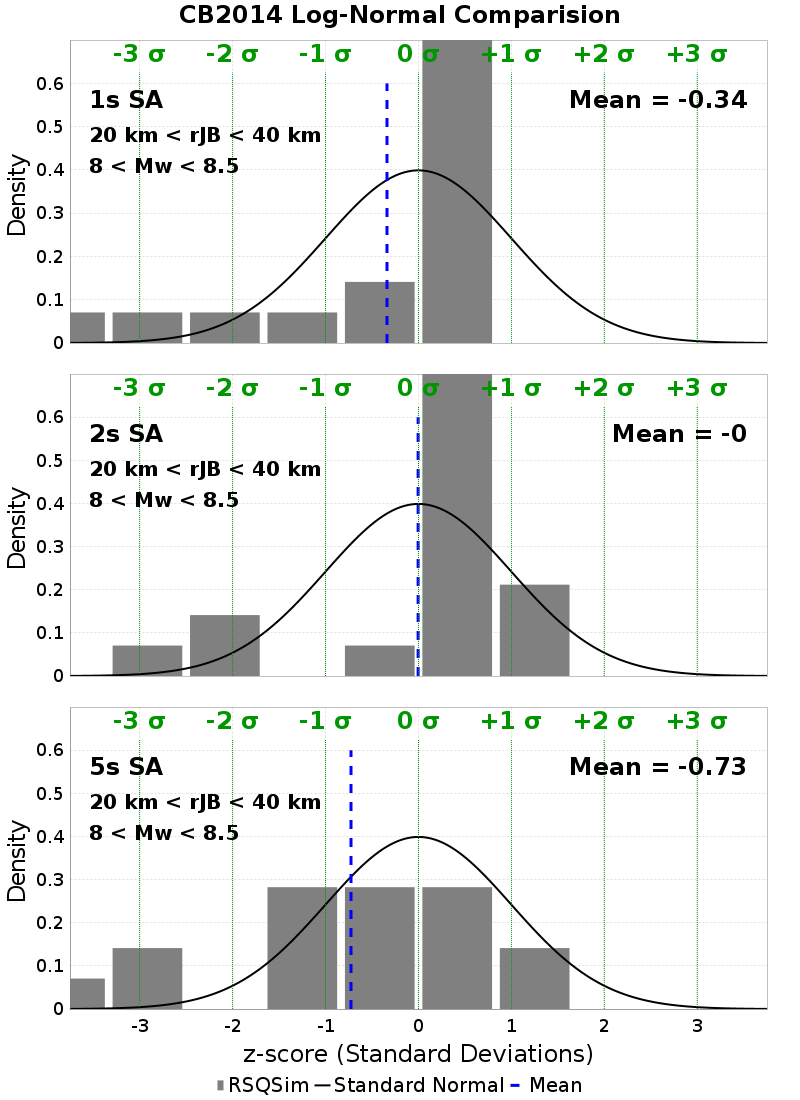 CB2014 Log-Normal Comparision
-3 σ -2 σ -1 σ 0 σ +1 σ +2 σ +3 σ
1s SA
Mean = -0.34
20 km < rJB < 40 km
8 < Mw < 8.5
0.6
0.5
0.4
0.3
0.2
0.1
0
Density
-3 σ -2 σ -1 σ 0 σ +1 σ +2 σ +3 σ
2s SA
Mean = -0
20 km < rJB < 40 km
8 < Mw < 8.5
0.6
0.5
0.4
0.3
0.2
0.1
0
Density
-3 σ -2 σ -1 σ 0 σ +1 σ +2 σ +3 σ
5s SA
Mean = -0.73
20 km < rJB < 40 km
8 < Mw < 8.5
0.6
0.5
0.4
0.3
0.2
0.1
0
Density
-3 -2 -1 0 1 2 3
z-score (Standard Deviations)
RSQSim Standard Normal Mean